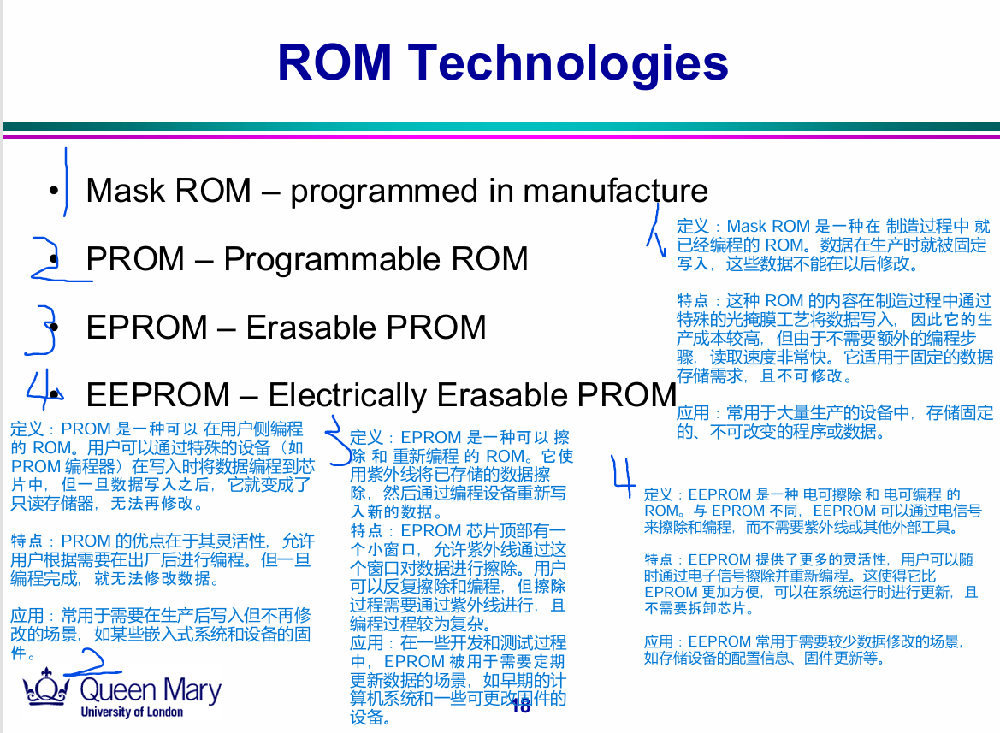 ROM Technologies
• Mask ROM – programmed in manufacture
• PROM – Programmable ROM
• EPROM – Erasable PROM
• EEPROM – Electrically Erasable PROM
1
2
3
4
1、
定义：Mask ROM 是一种在 制造过程中 就
已经编程的 ROM。数据在生产时就被固定
写入，这些数据不能在以后修改。
特点：这种 ROM 的内容在制造过程中通过
特殊的光掩膜工艺将数据写入，因此它的生
产成本较高，但由于不需要额外的编程步
骤，读取速度非常快。它适用于固定的数据
存储需求，且不可修改。
应用：常用于大量生产的设备中，存储固定
的、不可改变的程序或数据。
定义：PROM 是一种可以 在用户侧编程
的 ROM。用户可以通过特殊的设备（如
PROM 编程器）在写入时将数据编程到芯
片中，但一旦数据写入之后，它就变成了
只读存储器，无法再修改。
特点：PROM 的优点在于其灵活性，允许
用户根据需要在出厂后进行编程。但一旦
编程完成，就无法修改数据。
应用：常用于需要在生产后写入但不再修
改的场景，如某些嵌入式系统和设备的固
件。
2
3
定义：EPROM 是一种可以 擦
除 和 重新编程 的 ROM。它使
用紫外线将已存储的数据擦
除，然后通过编程设备重新写
入新的数据。
特点：EPROM 芯片顶部有一
个小窗口，允许紫外线通过这
个窗口对数据进行擦除。用户
可以反复擦除和编程，但擦除
过程需要通过紫外线进行，且
编程过程较为复杂。
应用：在一些开发和测试过程
中，EPROM 被用于需要定期
更新数据的场景，如早期的计
算机系统和一些可更改固件的
设备。
4
定义：EEPROM 是一种 电可擦除 和 电可编程 的
ROM。与 EPROM 不同，EEPROM 可以通过电信号
来擦除和编程，而不需要紫外线或其他外部工具。
特点：EEPROM 提供了更多的灵活性，用户可以随
时通过电子信号擦除并重新编程。这使得它比
EPROM 更加方便，可以在系统运行时进行更新，且
不需要拆卸芯片。
应用：EEPROM 常用于需要较少数据修改的场景，
如存储设备的配置信息、固件更新等。
Queen Mary
University of London
18